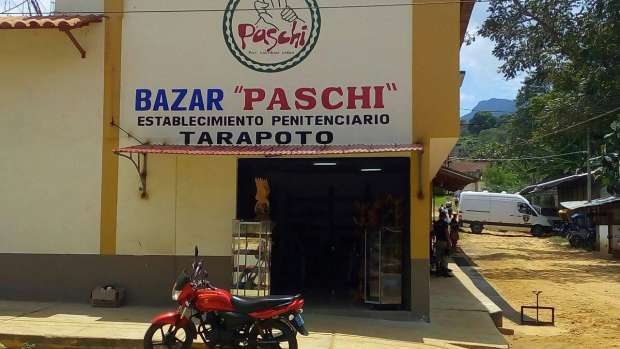 Paschi
BAZAR "PASCHI"
ESTABLECIMIENTO PENITENCIARIO
TARAPOTO